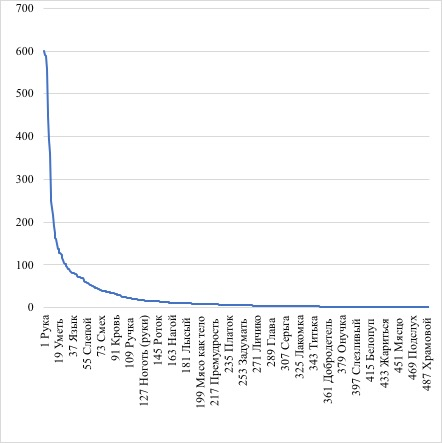 700
600
500
400
300
200
100
0
1 Рука
19 Уметь
37 Язык
55 Слепой
73 Смех
91 Кровь
109 Ручка
127 Ноготь (руки)
145 Роток
163 Нагой
181 Лысый
199 Мясо как тело
217 Премудрость
235 Платок
253 Задумать
271 Личико
289 Глава
307 Серьга
325 Лакомка
343 Титька
361 Добродетель
379 Онучка
397 Слезливый
415 Белопуп
433 Жариться
451 Мясцо
469 Подслух
487 Храмовой